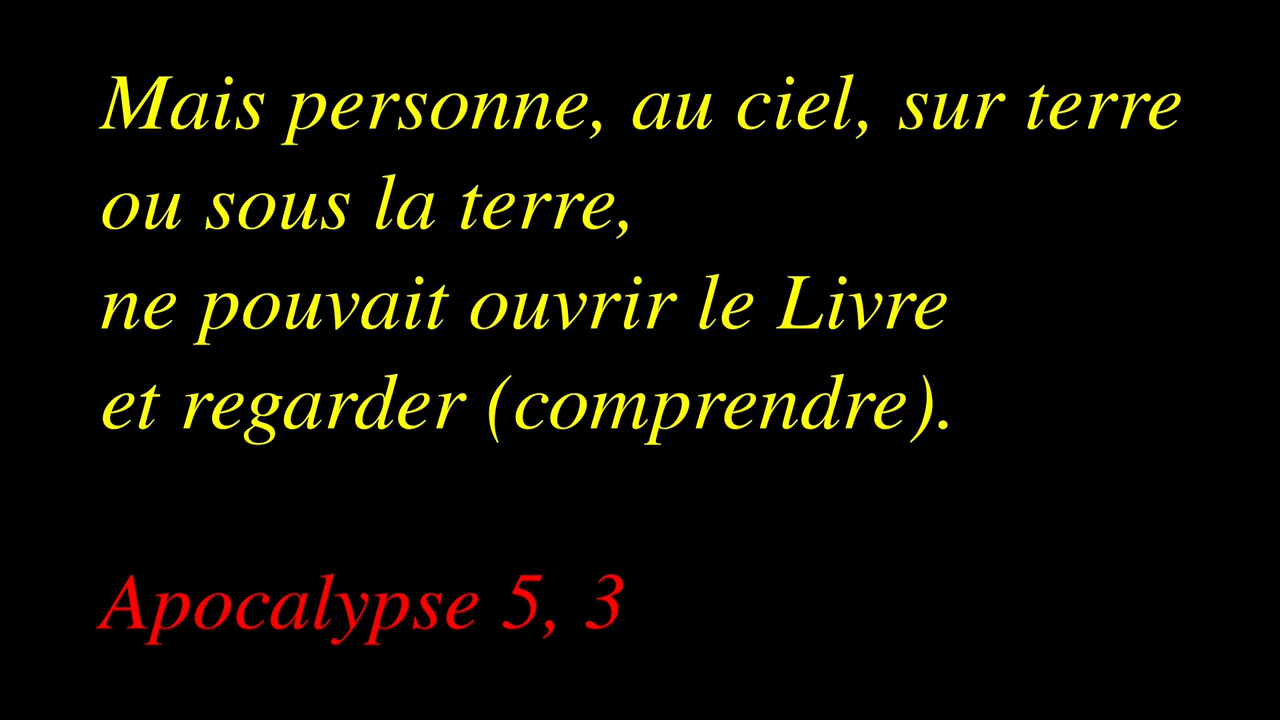 Mais personne, au ciel, sur terre
ou sous la terre,
ne pouvait ouvrir le Livre
et regarder (comprendre).
Apocalypse 5, 3